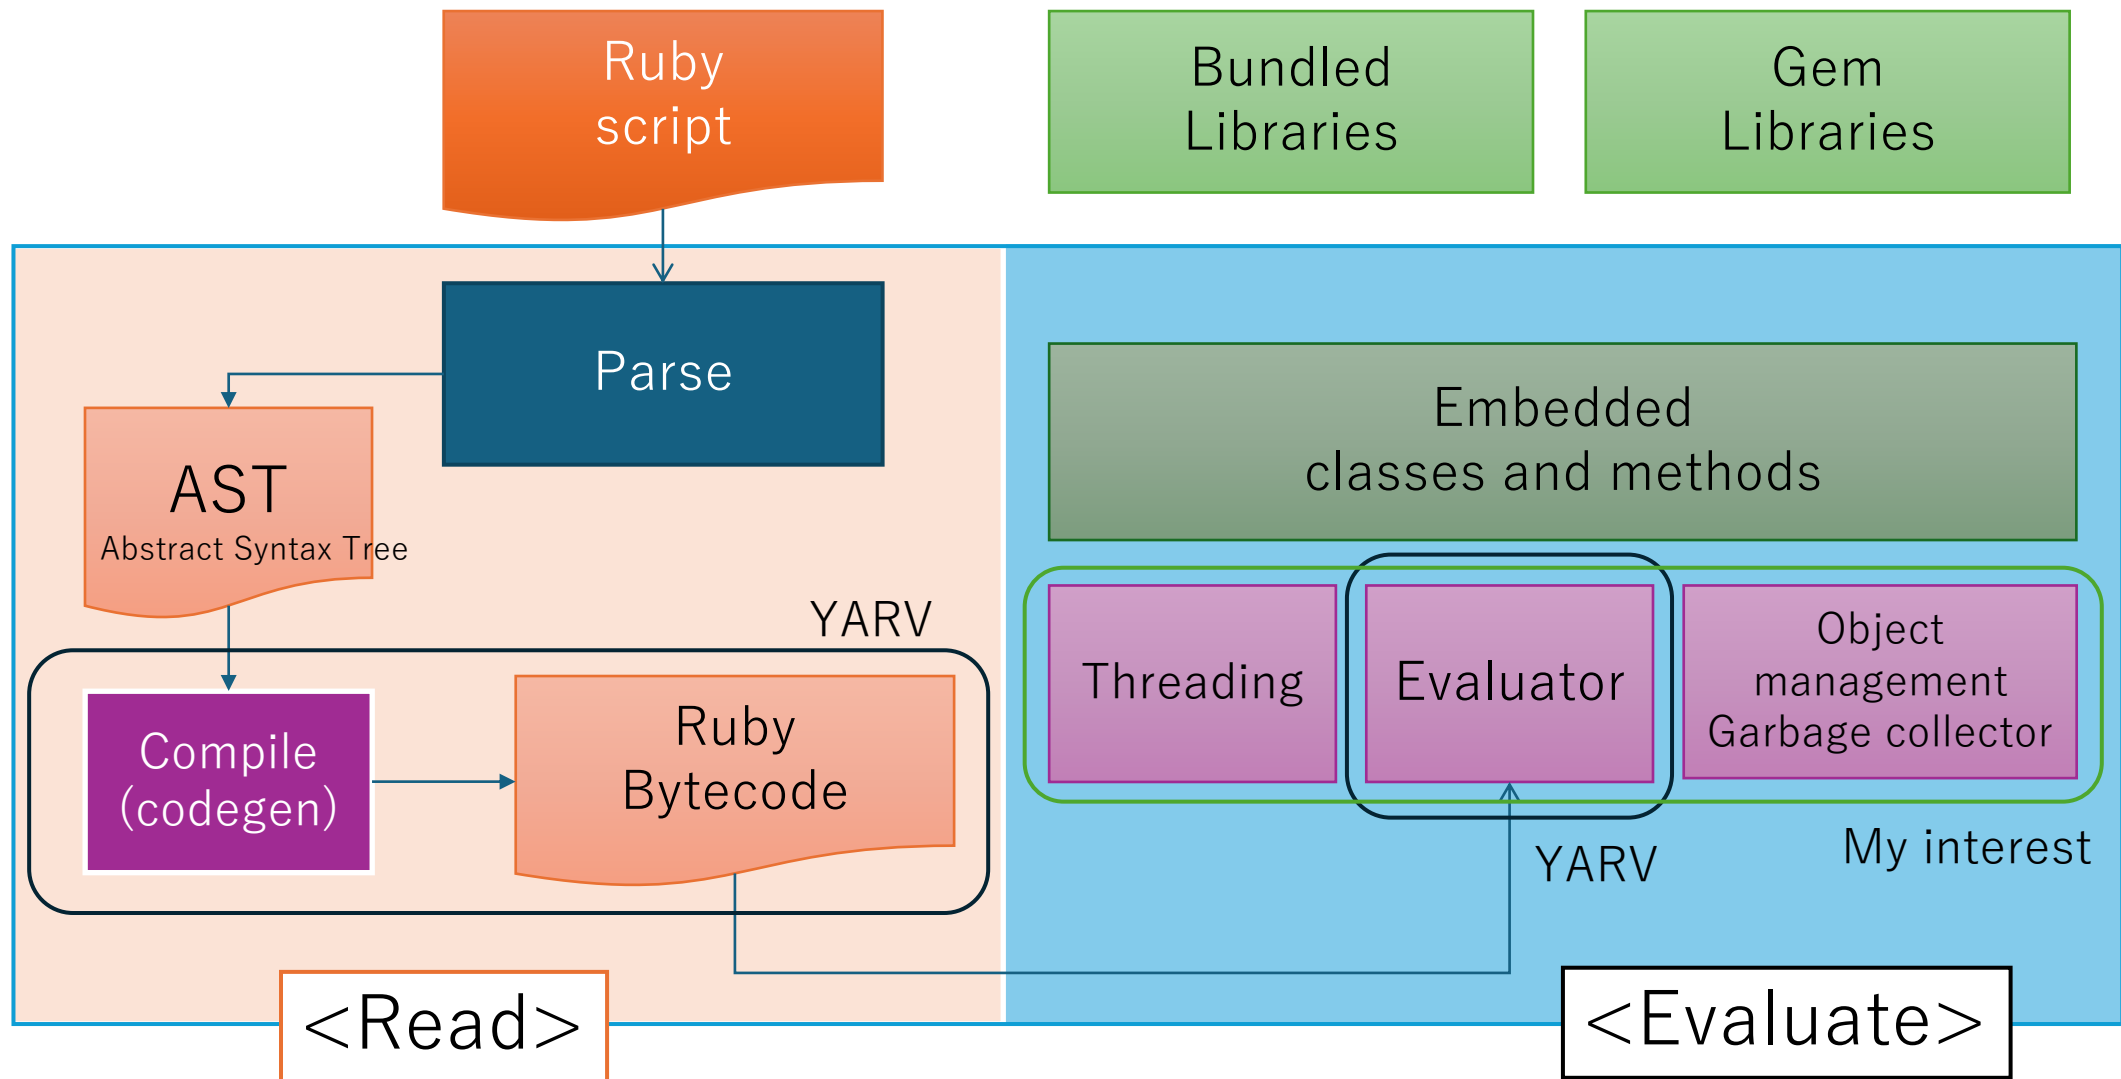 Ruby
script
Bundled
Libraries
Gem
Libraries
Parse
AST
Abstract Syntax Tree
YARV
Compile
(codegen)
Ruby
Bytecode
<Read>
Embedded
classes and methods
Threading
Evaluator
Object
management
Garbage collector
YARV
My interest
<Evaluate>